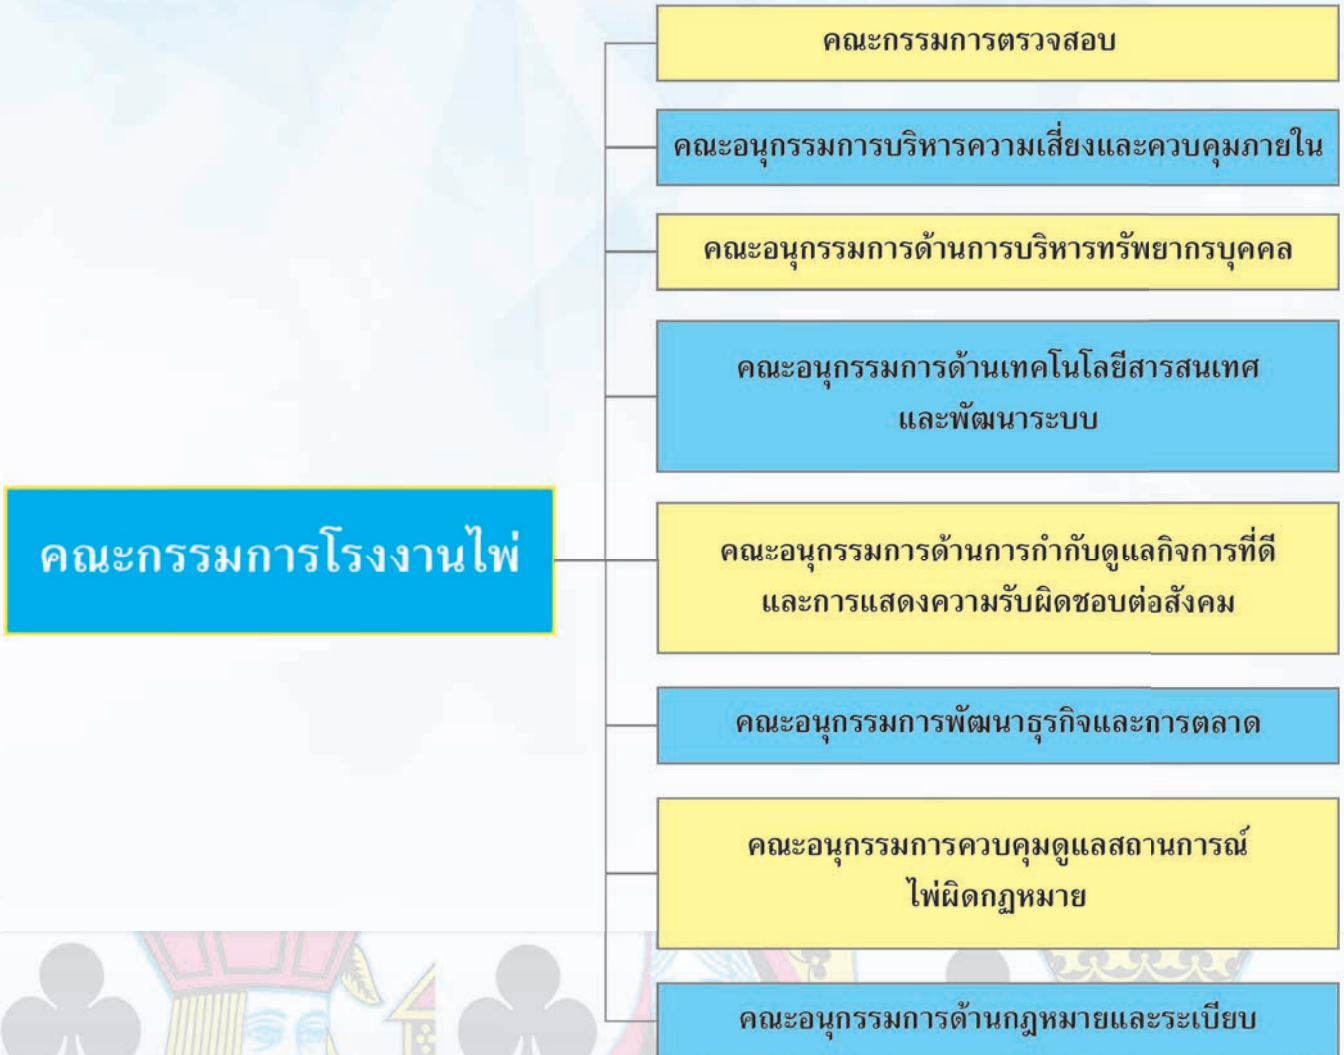 คณะกรรมการตรวจสอบ
คณะอนุกรรมการบริหารความเสี่ยงและควบคุมภายใน
คณะอนุกรรมการด้านการบริหารทรัพยากรบุคคล
คณะอนุกรรมการด้านเทคโนโลยีสารสนเทศ
และพัฒนาระบบ
คณะกรรมการโรงงานไพ่
คณะอนุกรรมการด้านการกำกับดูแลกิจการที่ดี
และการแสดงความรับผิดชอบต่อสังคม
คณะอนุกรรมการพัฒนาธุรกิจและการตลาด
คณะอนุกรรมการควบคุมดูแลสถานการณ์
ไพ่ผิดกฎหมาย
คณะอนุกรรมการด้านกฎหมายและระเบียบ